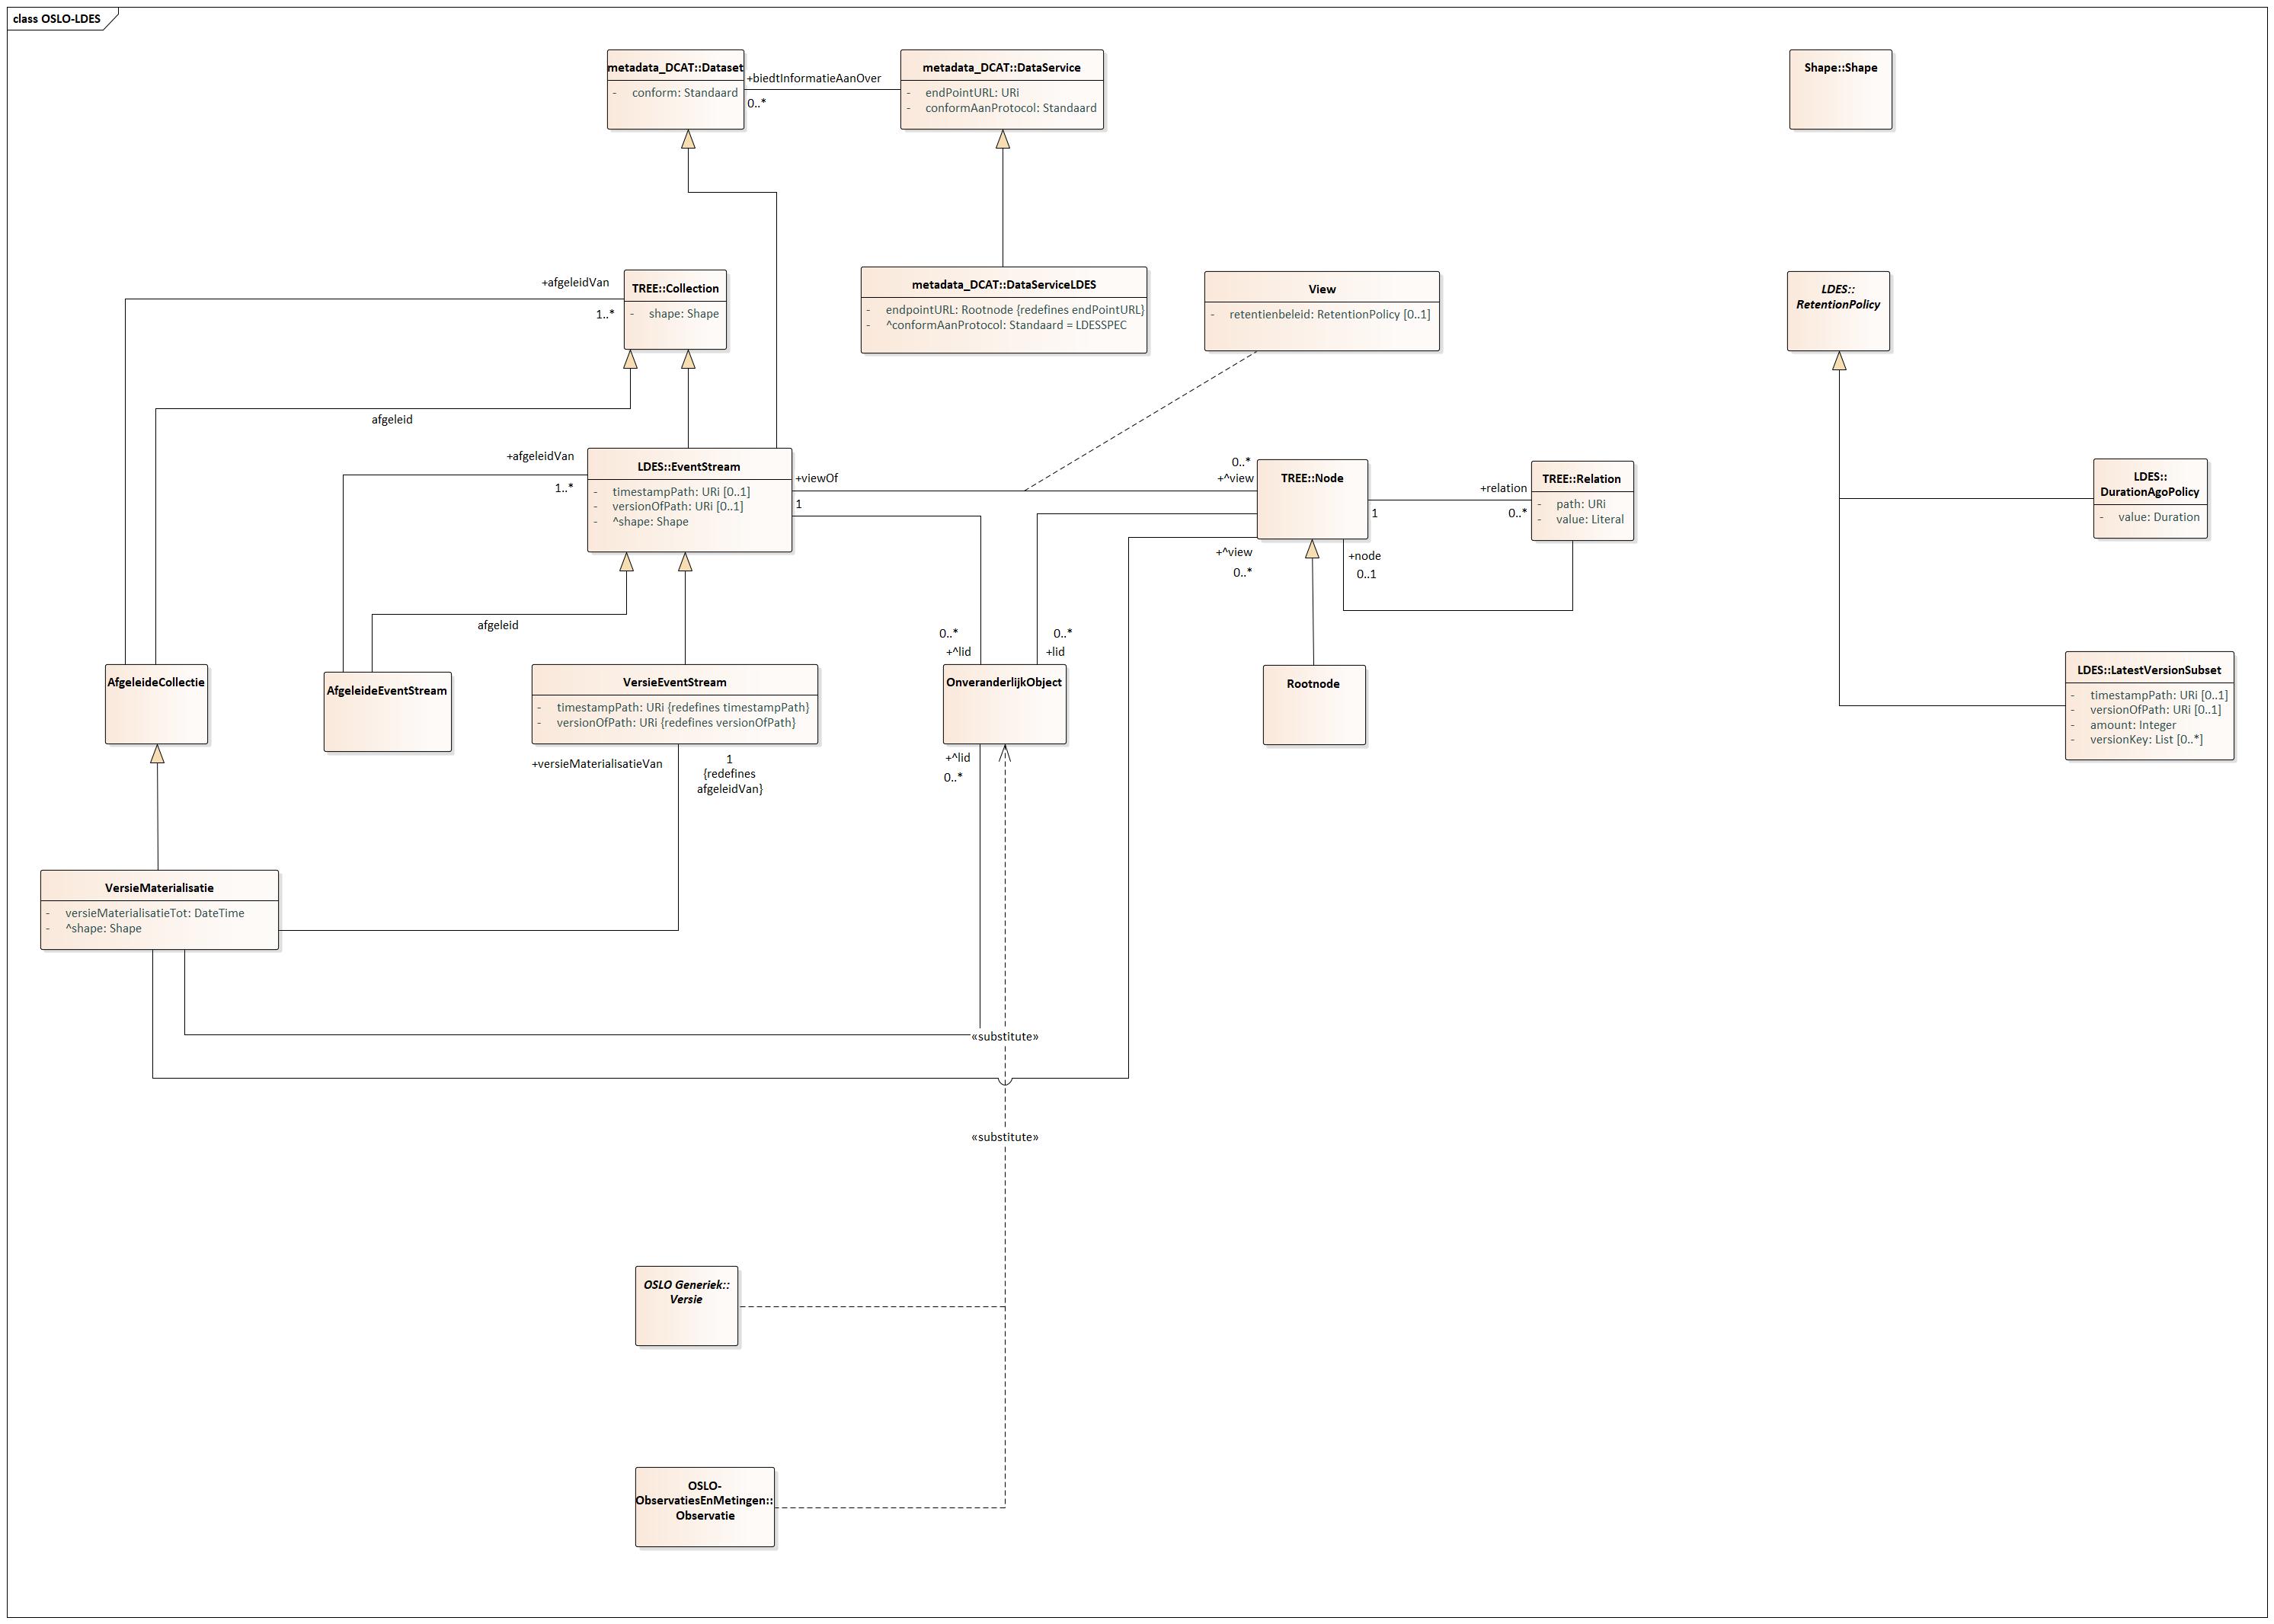 class OSLO-LDES
metadata_DCAT::Dataset
- conform: Standaard
+biedtInformatieAanOver
0..*
metadata_DCAT::DataService
- endPointURL: URi
- conformAanProtocol: Standaard
Shape::Shape
+afgeleidVan
1..*
TREE::Collection
- shape: Shape
metadata_DCAT::DataServiceLDES
- endpointURL: Rootnode {redefines endPointURL}
- ^conformAanProtocol: Standaard = LDESSPEC
View
- retentienbeleid: RetentionPolicy [0..1]
LDES::
RetentionPolicy
afgeleid
+afgeleidVan
1..*
LDES::EventStream
- timestampPath: URi [0..1]
- versionOfPath: URi [0..1]
- ^shape: Shape
+viewOf
1
0..*
+^view
TREE::Node
+relation
1
0..*
TREE::Relation
- path: URi
- value: Literal
LDES::
DurationAgoPolicy
- value: Duration
+^view
0..*
+node
0..1
afgeleid
0..*
+^lid
0..*
+lid
AfgeleideCollectie
AfgeleideEventStream
VersieEventStream
- timestampPath: URi {redefines timestampPath}
- versionOfPath: URi {redefines versionOfPath}
OnveranderlijkObject
Rootnode
LDES::LatestVersionSubset
- timestampPath: URi [0..1]
- versionOfPath: URi [0..1]
- amount: Integer
- versionKey: List [0..*]
+versieMaterialisatieVan
1
{redefines
afgeleidVan}
+^lid
0..*
VersieMaterialisatie
- versieMaterialisatieTot: DateTime
- ^shape: Shape
«substitute»
«substitute»
OSLO Generiek::
Versie
OSLO-
ObservatiesEnMetingen::
Observatie